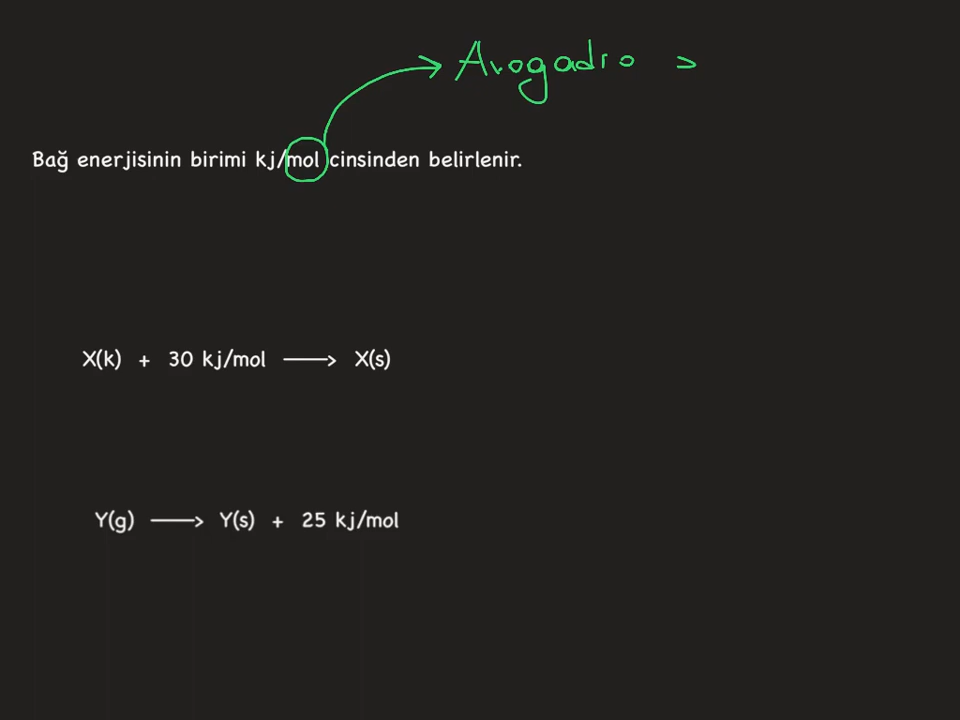 Avogadro >
Bağ enerjisinin birimi kj/mol cinsinden belirlenir.
X(k) + 30 kj/mol ⟶ X(s)
Y(g) ⟶ Y(s) + 25 kj/mol